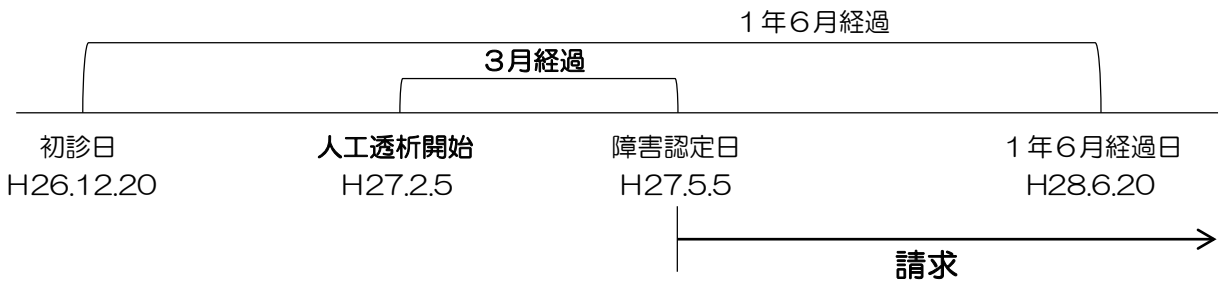 １年６月経過
３月経過
初診日 人工透析開始 障害認定日 １年６月経過日
H26.12.20 H27.2.5 H27.5.5 H28.6.20
請求